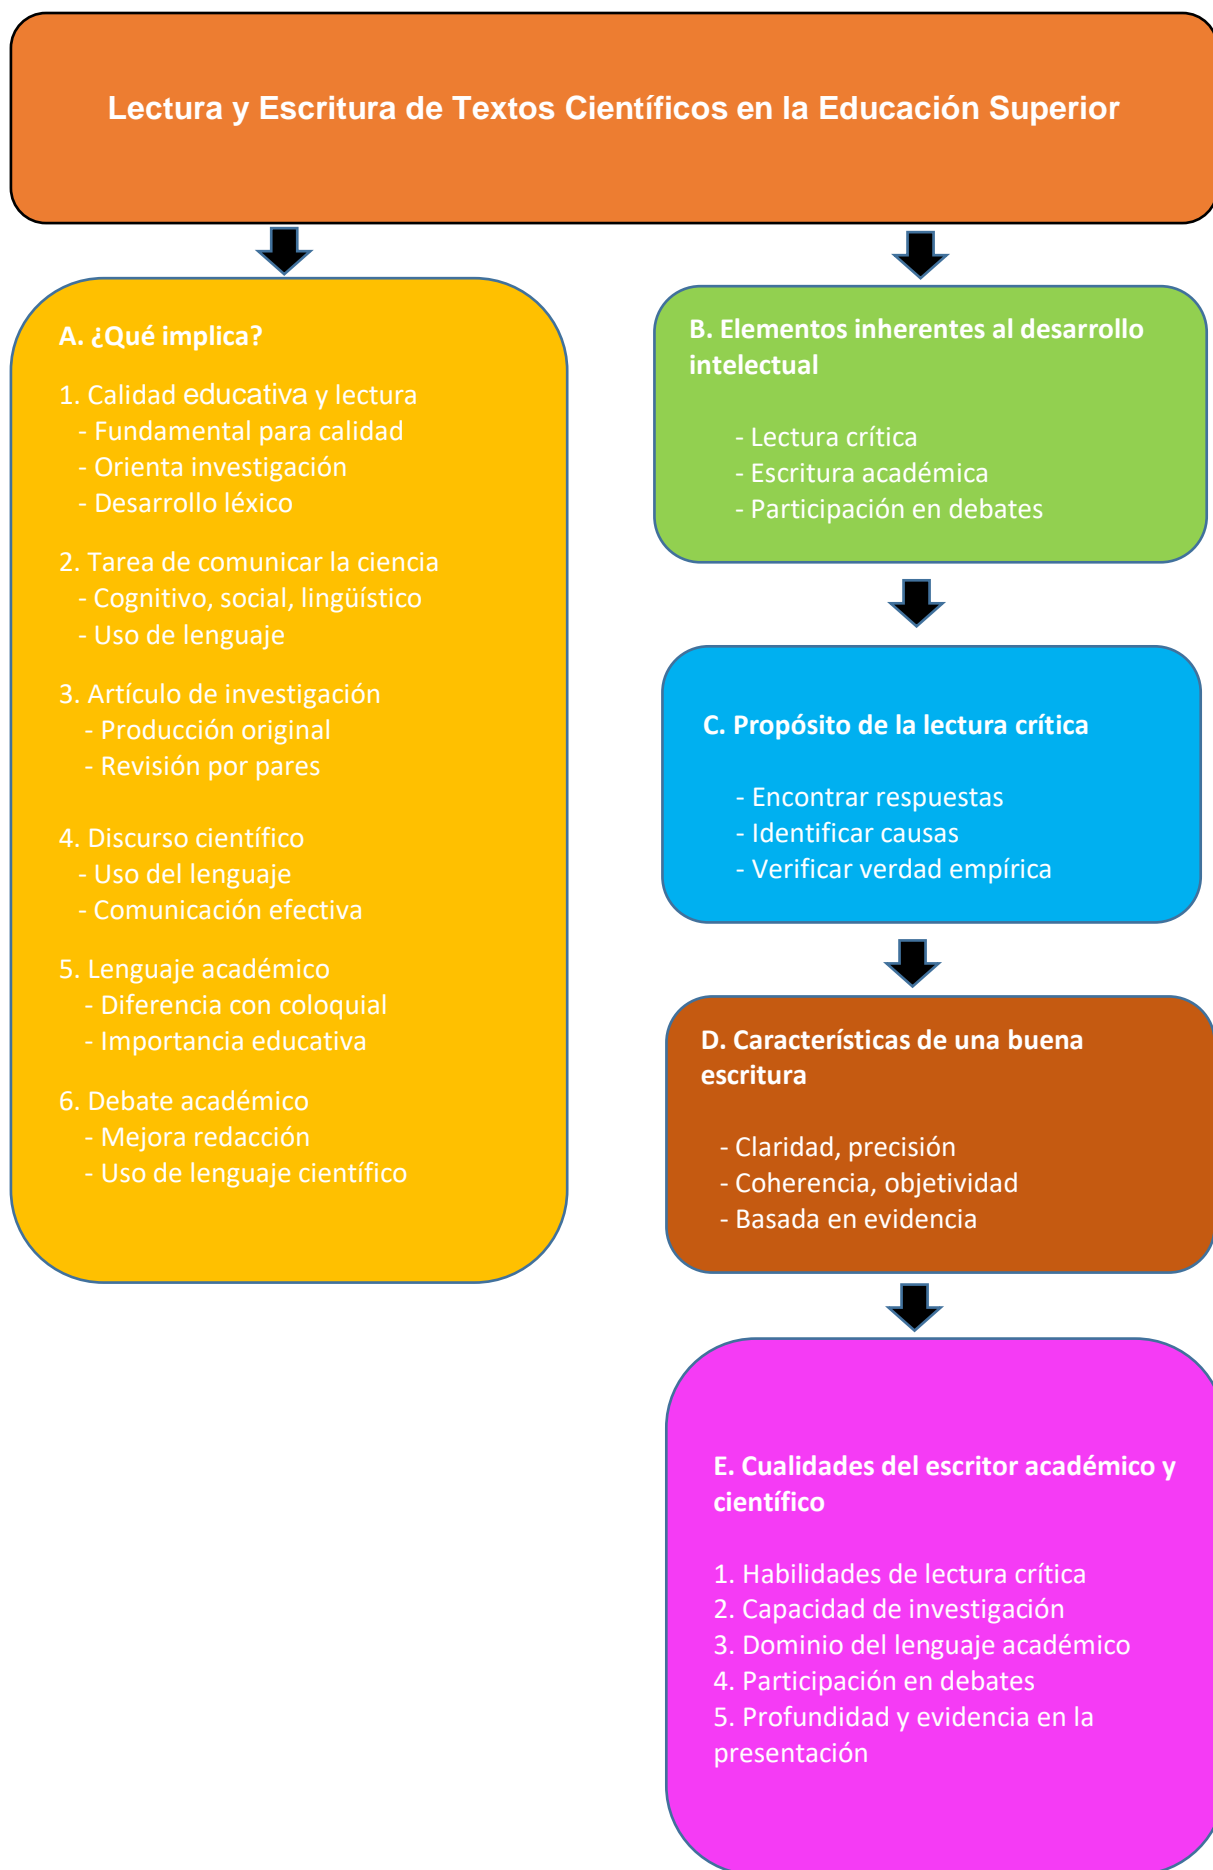 Lectura y Escritura de Textos Científicos en la Educación Superior
A. ¿Qué implica?
1. Calidad educativa y lectura
- Fundamental para calidad
- Orienta investigación
- Desarrollo léxico
2. Tarea de comunicar la ciencia
- Cognitivo, social, lingüístico
- Uso de lenguaje
3. Artículo de investigación
- Producción original
- Revisión por pares
4. Discurso científico
- Uso del lenguaje
- Comunicación efectiva
5. Lenguaje académico
- Diferencia con coloquial
- Importancia educativa
6. Debate académico
- Mejora redacción
- Uso de lenguaje científico
B. Elementos inherentes al desarrollo
intelectual
- Lectura crítica
- Escritura académica
- Participación en debates
C. Propósito de la lectura crítica
- Encontrar respuestas
- Identificar causas
- Verificar verdad empírica
D. Características de una buena
escritura
- Claridad, precisión
- Coherencia, objetividad
- Basada en evidencia
E. Cualidades del escritor académico y
científico
1. Habilidades de lectura crítica
2. Capacidad de investigación
3. Dominio del lenguaje académico
4. Participación en debates
5. Profundidad y evidencia en la
presentación